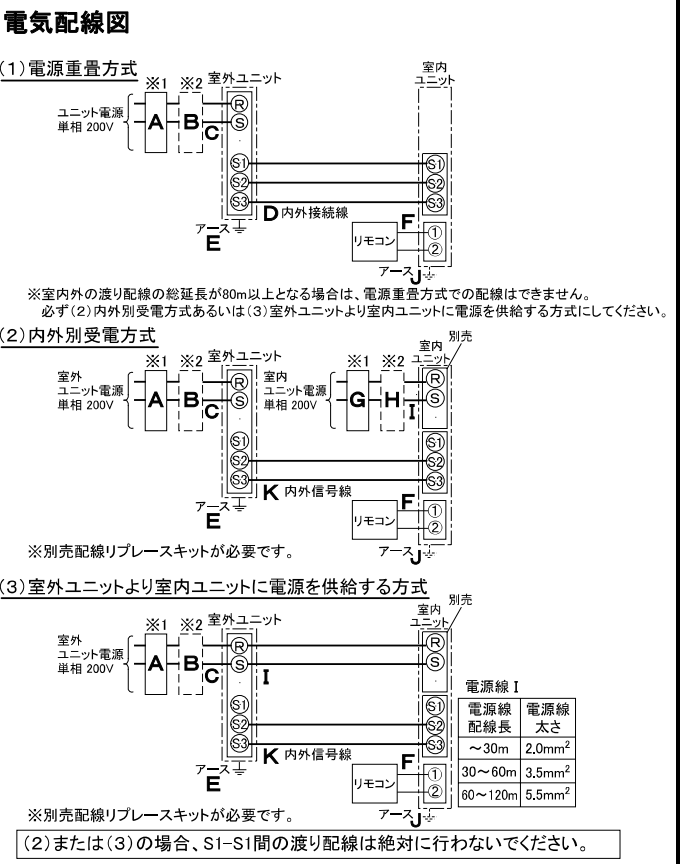 電気配線図
(1)電源重畳方式
※1 ※2 室外ユニット
室内
ユニット
ユニット電源
単相 200V
A B C
R
S
S1 S1
S2 S2
S3 S3
D 内外接続線
アース
E
リモコン
F
①
②
アース J
※室内外の渡り配線の総延長が80m以上となる場合は、電源重畳方式での配線はできません。
必ず(2)内外別受電方式あるいは(3)室外ユニットより室内ユニットに電源を供給する方式にしてください。
(2)内外別受電方式
※1 ※2 室外ユニット
※1 ※2 室内
ユニット
別売
室外
ユニット電源
単相 200V
A B C
R
S
室内
ユニット電源
単相 200V
G H I
R
S
S1 S1
S2 S2
S3 S3
K 内外信号線
アース
E
リモコン
F
①
②
アース J
※別売配線リプレースキットが必要です。
(3)室外ユニットより室内ユニットに電源を供給する方式
※1 ※2 室外ユニット
室内
ユニット
別売
室外
ユニット電源
単相 200V
A B C
R R
S S
I
S1 S1
S2 S2
S3 S3
K 内外信号線
アース
E
リモコン
F
①
②
アース J
電源線 I
電源線配線長 電源線太さ
～30m 2.0mm²
30～60m 3.5mm²
60～120m 5.5mm²
※別売配線リプレースキットが必要です。
(2)または(3)の場合、S1-S1間の渡り配線は絶対に行わないでください。